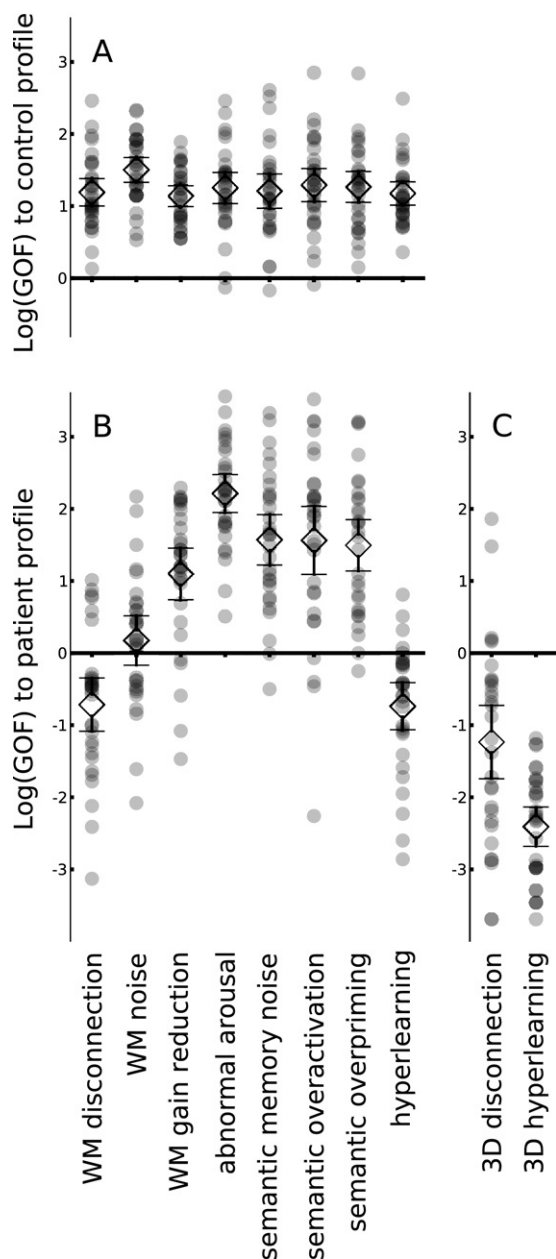 A
Log(GOF) to control profile
3
2
1
0
B
C
Log(GOF) to patient profile
3
2
1
0
-1
-2
-3
3
2
1
0
-1
-2
-3
WM disconnection
WM noise
WM gain reduction
abnormal arousal
semantic memory noise
semantic overactivation
semantic overpriming
hyperlearning
3D disconnection
3D hyperlearning